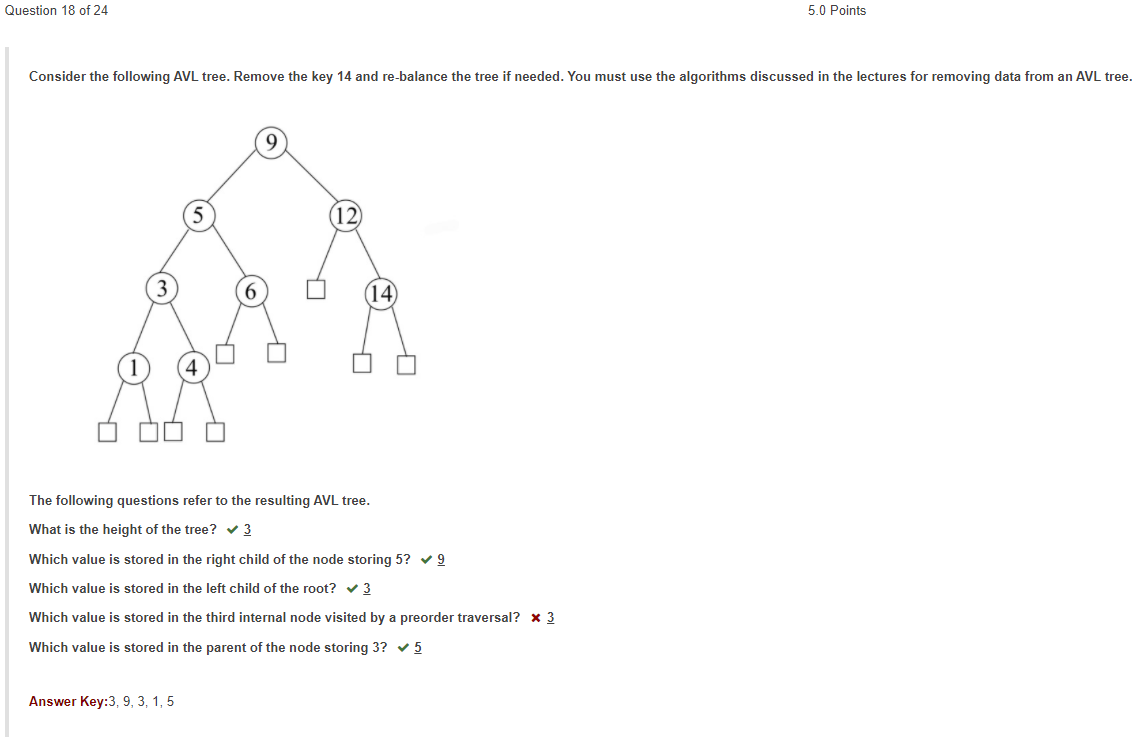 Question 18 of 24 5.0 Points
Consider the following AVL tree. Remove the key 14 and re-balance the tree if needed. You must use the algorithms discussed in the lectures for removing data from an AVL tree.
9
5 12
3 6 14
1 4
The following questions refer to the resulting AVL tree.
What is the height of the tree? ✔ 3
Which value is stored in the right child of the node storing 5? ✔ 9
Which value is stored in the left child of the root? ✔ 3
Which value is stored in the third internal node visited by a preorder traversal? ✖ 3
Which value is stored in the parent of the node storing 3? ✔ 5
Answer Key:3, 9, 3, 1, 5